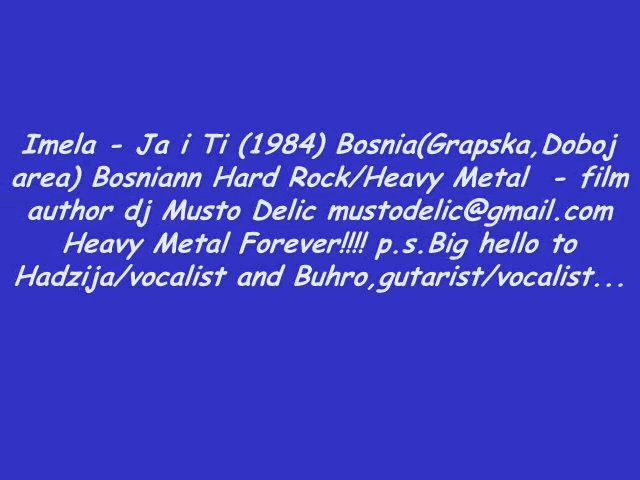 Imela - Ja i Ti (1984) Bosnia(Grapska,Doboj
area) Bosniann Hard Rock/Heavy Metal  - film
author dj Musto Delic mustodelic@gmail.com
Heavy Metal Forever!!!! p.s.Big hello to
Hadzija/vocalist and Buhro,gutarist/vocalist...